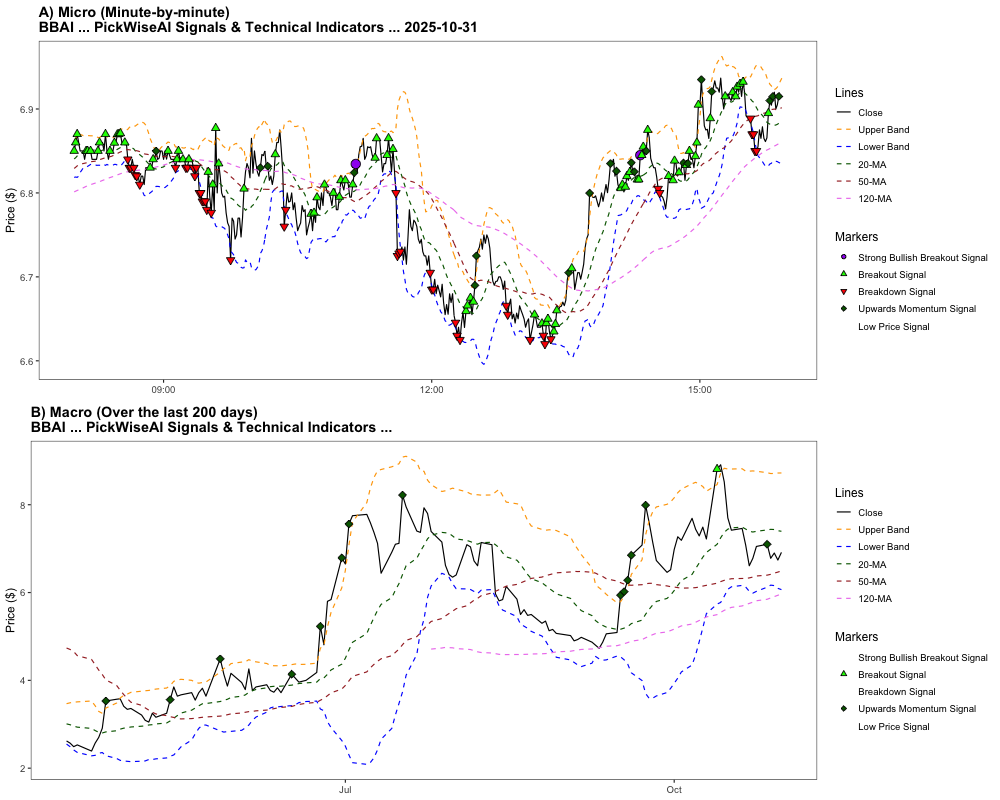 A) Micro (Minute-by-minute)
BBAI ... PickWiseAI Signals & Technical Indicators ... 2025-10-31
Price ($)
6.9
6.8
6.7
6.6
09:00
12:00
15:00
Lines
Close
Upper Band
Lower Band
20-MA
50-MA
120-MA
Markers
Strong Bullish Breakout Signal
Breakout Signal
Breakdown Signal
Upwards Momentum Signal
Low Price Signal
B) Macro (Over the last 200 days)
BBAI ... PickWiseAI Signals & Technical Indicators ...
Price ($)
8
6
4
2
Jul
Oct
Lines
Close
Upper Band
Lower Band
20-MA
50-MA
120-MA
Markers
Strong Bullish Breakout Signal
Breakout Signal
Breakdown Signal
Upwards Momentum Signal
Low Price Signal